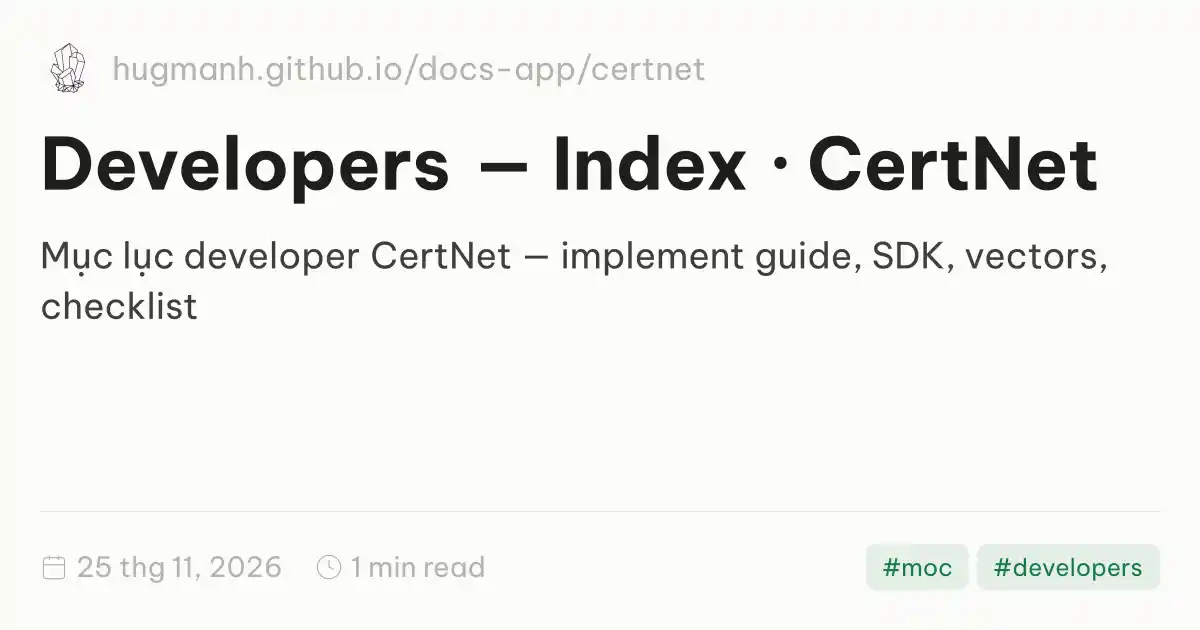 hugmanh.github.io/docs-app/certnet
Developers — Index · CertNet
Mục lục developer CertNet — implement guide, SDK, vectors,
checklist
25 thg 11, 2026 1 min read #moc #developers